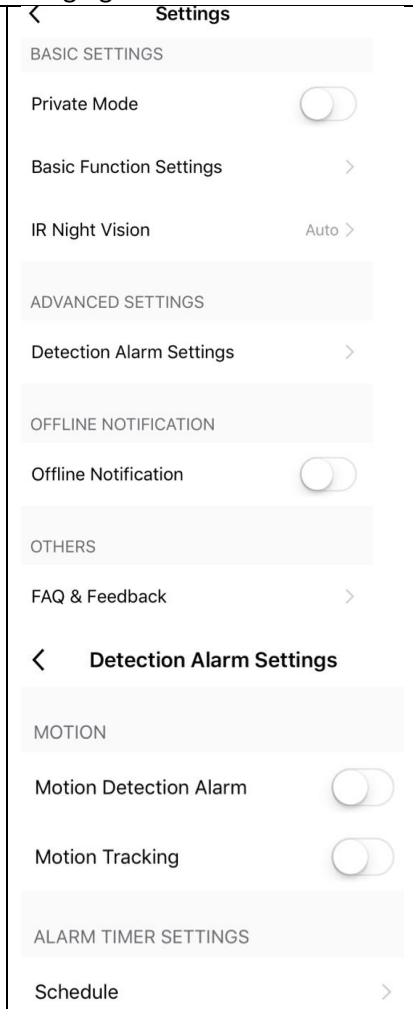 Settings
BASIC SETTINGS
Private Mode
Basic Function Settings
IR Night Vision Auto
ADVANCED SETTINGS
Detection Alarm Settings
OFFLINE NOTIFICATION
Offline Notification
OTHERS
FAQ & Feedback
Detection Alarm Settings
MOTION
Motion Detection Alarm
Motion Tracking
ALARM TIMER SETTINGS
Schedule